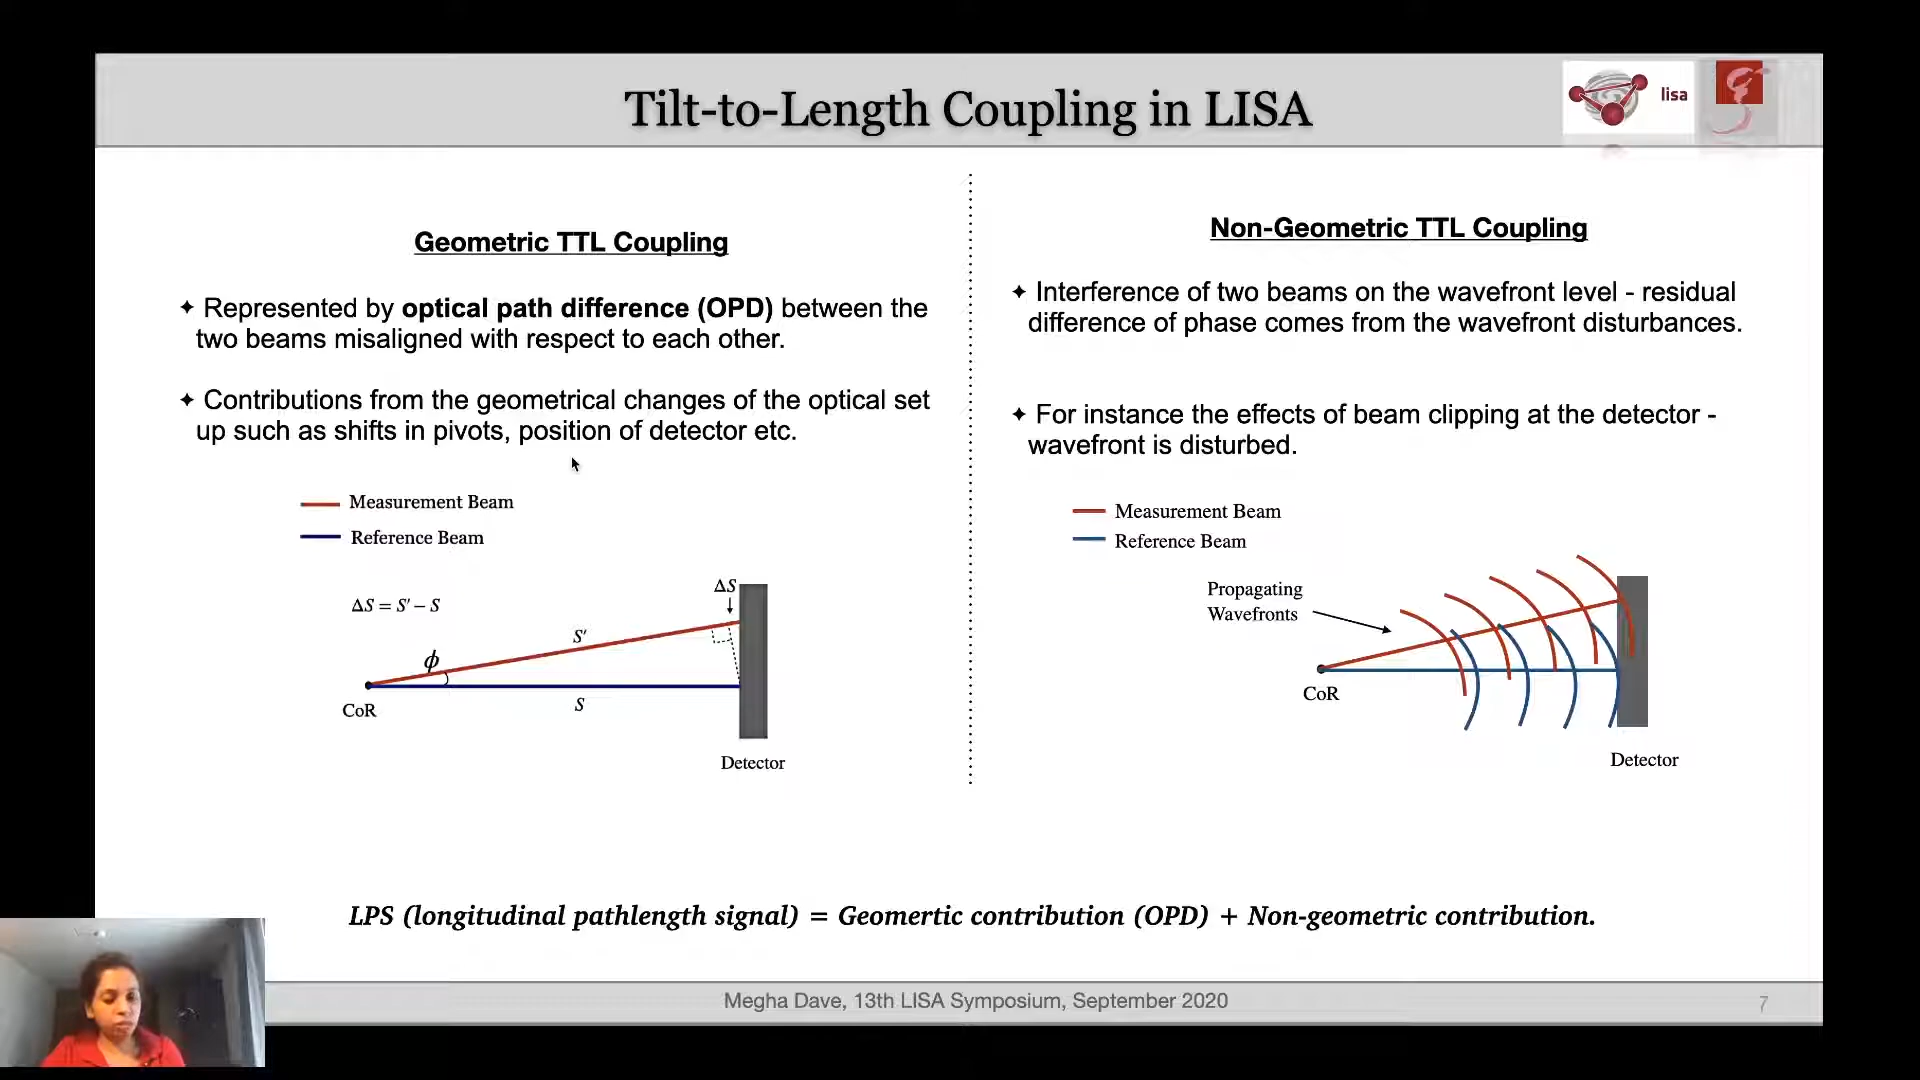 Tilt-to-Length Coupling in LISA
lisa
Geometric TTL Coupling
✦ Represented by optical path difference (OPD) between the
two beams misaligned with respect to each other.
✦ Contributions from the geometrical changes of the optical set
up such as shifts in pivots, position of detector etc.
Measurement Beam
Reference Beam
ΔS
ΔS = S′ − S
S′
ϕ
CoR
S
Detector
Non-Geometric TTL Coupling
✦ Interference of two beams on the wavefront level - residual
difference of phase comes from the wavefront disturbances.
✦ For instance the effects of beam clipping at the detector -
wavefront is disturbed.
Measurement Beam
Reference Beam
Propagating
Wavefronts
CoR
Detector
LPS (longitudinal pathlength signal) = Geomertic contribution (OPD) + Non-geometric contribution.
Megha Dave, 13th LISA Symposium, September 2020
7